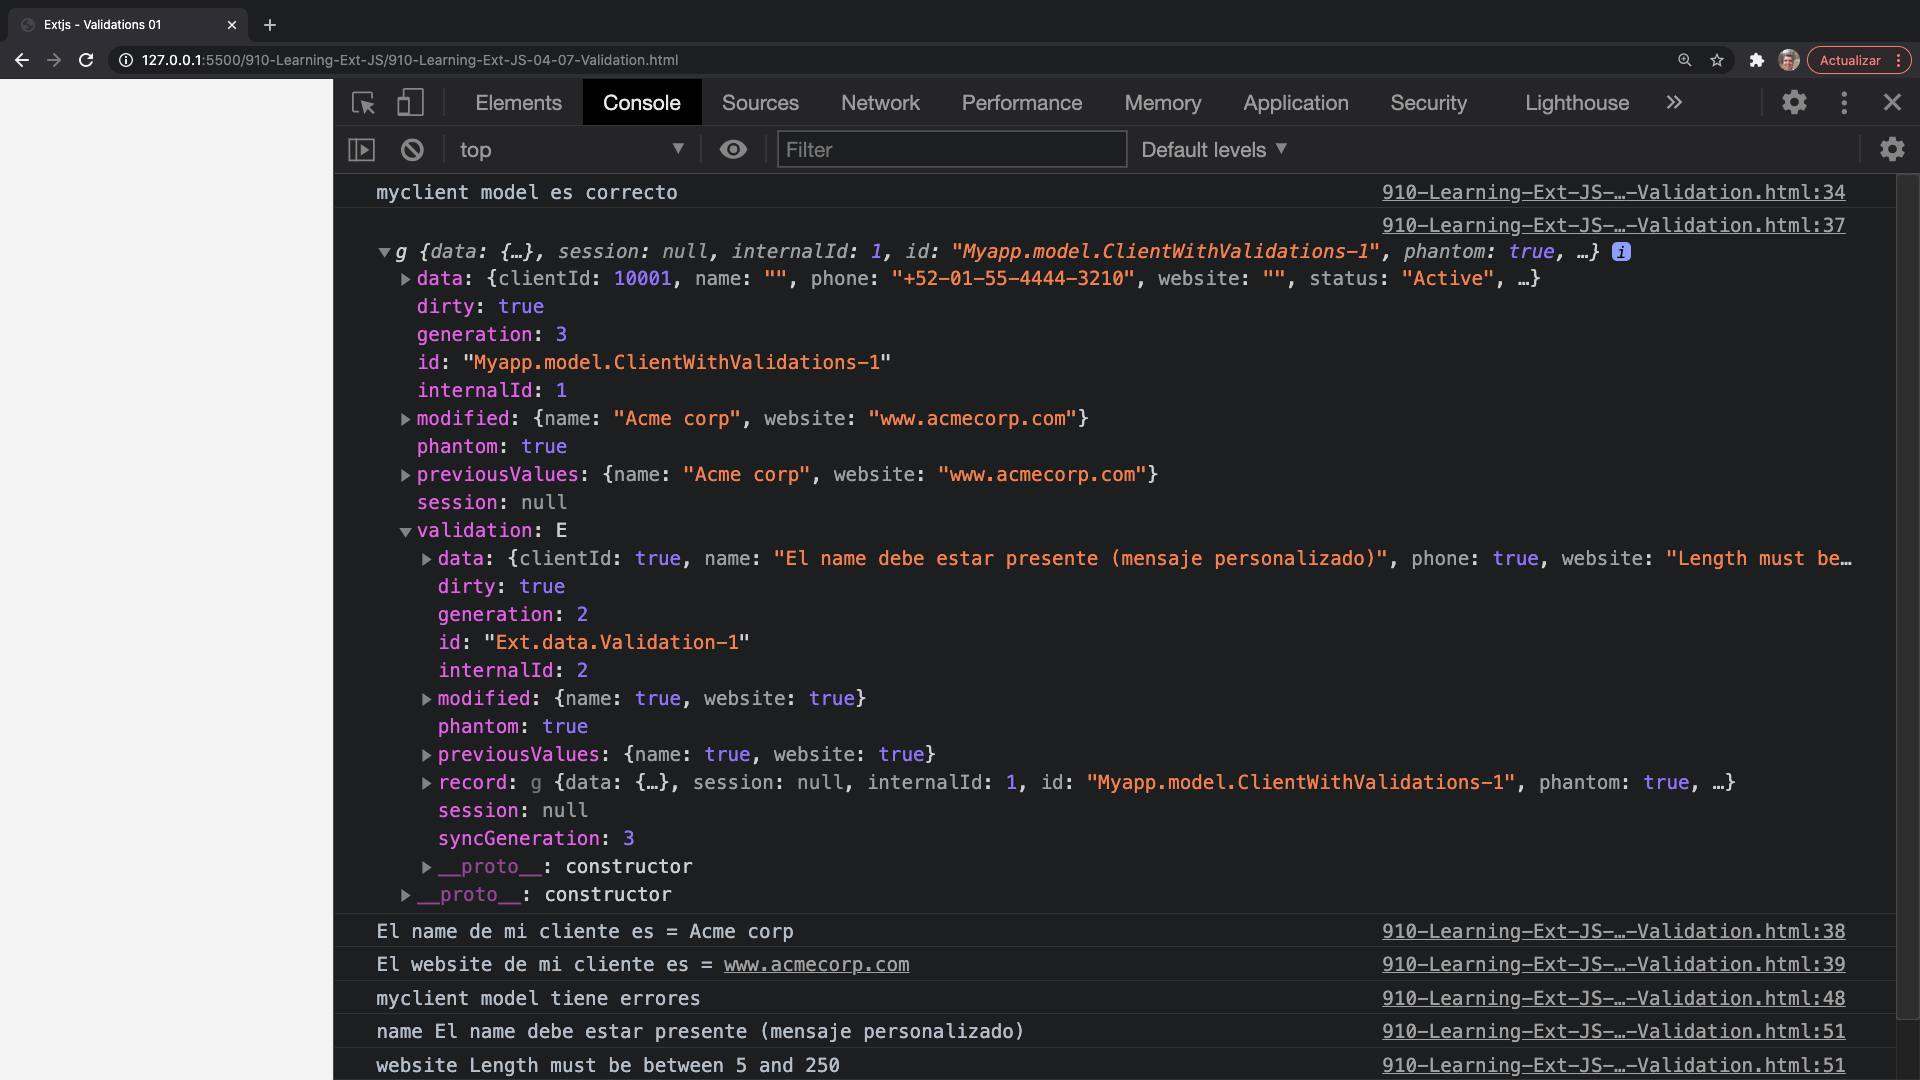 Extjs - Validations 01
127.0.0.1:5500/910-Learning-Ext-JS/910-Learning-Ext-JS-04-07-Validation.html
Actualizar
Elements Console Sources Network Performance Memory Application Security Lighthouse
top Filter Default levels
myclient model es correcto 910-Learning-Ext-JS-…-Validation.html:34
910-Learning-Ext-JS-…-Validation.html:37
g {data: {…}, session: null, internalId: 1, id: "Myapp.model.ClientWithValidations-1", phantom: true, …} i
data: {clientId: 10001, name: "", phone: "+52-01-55-4444-3210", website: "", status: "Active", …}
dirty: true
generation: 3
id: "Myapp.model.ClientWithValidations-1"
internalId: 1
modified: {name: "Acme corp", website: "www.acmecorp.com"}
phantom: true
previousValues: {name: "Acme corp", website: "www.acmecorp.com"}
session: null
validation: E
data: {clientId: true, name: "El name debe estar presente (mensaje personalizado)", phone: true, website: "Length must be…
dirty: true
generation: 2
id: "Ext.data.Validation-1"
internalId: 2
modified: {name: true, website: true}
phantom: true
previousValues: {name: true, website: true}
record: g {data: {…}, session: null, internalId: 1, id: "Myapp.model.ClientWithValidations-1", phantom: true, …}
session: null
syncGeneration: 3
__proto__: constructor
__proto__: constructor
El name de mi cliente es = Acme corp 910-Learning-Ext-JS-…-Validation.html:38
El website de mi cliente es = www.acmecorp.com 910-Learning-Ext-JS-…-Validation.html:39
myclient model tiene errores 910-Learning-Ext-JS-…-Validation.html:48
name El name debe estar presente (mensaje personalizado) 910-Learning-Ext-JS-…-Validation.html:51
website Length must be between 5 and 250 910-Learning-Ext-JS-…-Validation.html:51